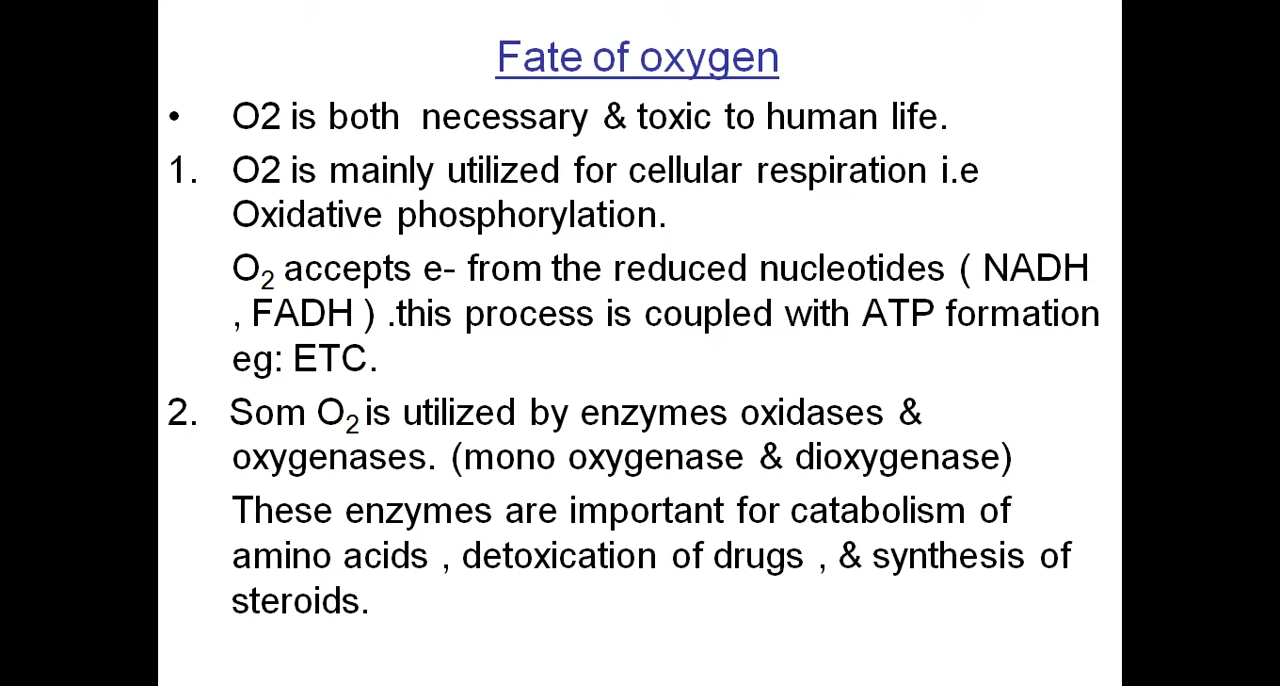 Fate of oxygen
• O2 is both necessary & toxic to human life.
1. O2 is mainly utilized for cellular respiration i.e
Oxidative phosphorylation.
O₂ accepts e- from the reduced nucleotides ( NADH
, FADH ) .this process is coupled with ATP formation
eg: ETC.
2. Som O₂ is utilized by enzymes oxidases &
oxygenases. (mono oxygenase & dioxygenase)
These enzymes are important for catabolism of
amino acids , detoxication of drugs , & synthesis of
steroids.